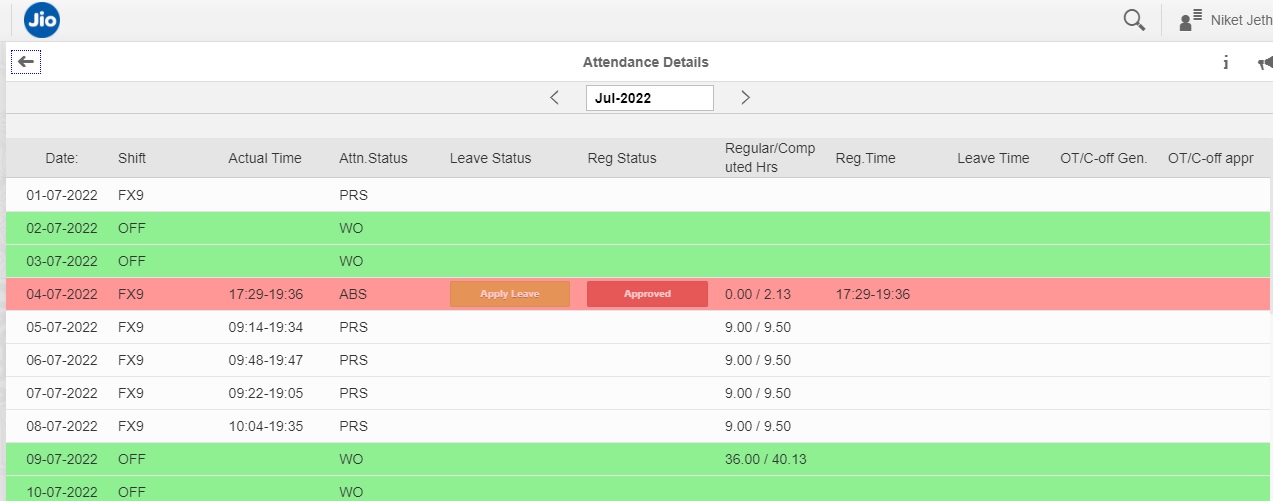 Jio
Niket Jeth
Attendance Details
i
Jul-2022
Date: Shift Actual Time Attn.Status Leave Status Reg Status Regular/Comp uted Hrs Reg.Time Leave Time OT/C-off Gen. OT/C-off appr
01-07-2022 FX9 PRS
02-07-2022 OFF WO
03-07-2022 OFF WO
04-07-2022 FX9 17:29-19:36 ABS Apply Leave Approved 0.00 / 2.13 17:29-19:36
05-07-2022 FX9 09:14-19:34 PRS 9.00 / 9.50
06-07-2022 FX9 09:48-19:47 PRS 9.00 / 9.50
07-07-2022 FX9 09:22-19:05 PRS 9.00 / 9.50
08-07-2022 FX9 10:04-19:35 PRS 9.00 / 9.50
09-07-2022 OFF WO 36.00 / 40.13
10-07-2022 OFF WO